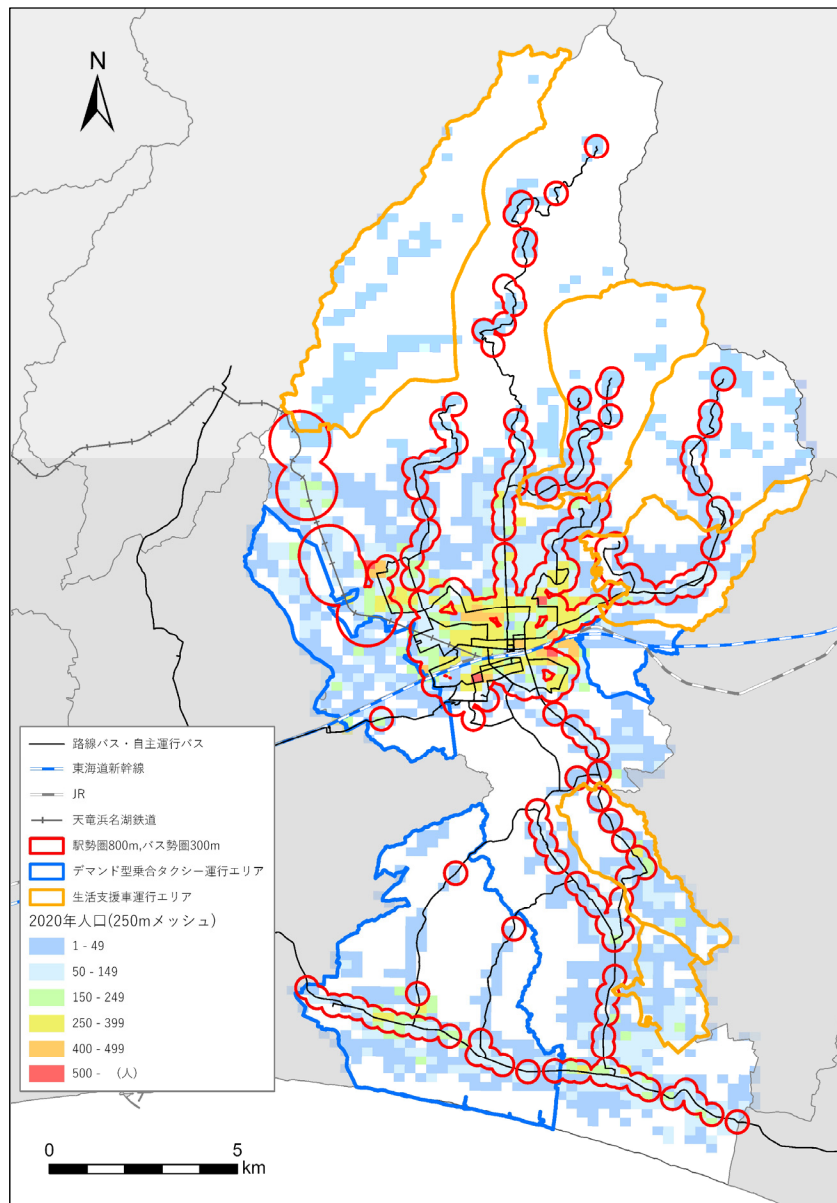 N
路線バス・自主運行バス
東海道新幹線
JR
天竜浜名湖鉄道
駅勢圏800m,バス勢圏300m
デマンド型乗合タクシー運行エリア
生活支援車運行エリア
2020年人口(250mメッシュ)
1 - 49
50 - 149
150 - 249
250 - 399
400 - 499
500 - (人)
0 5
km